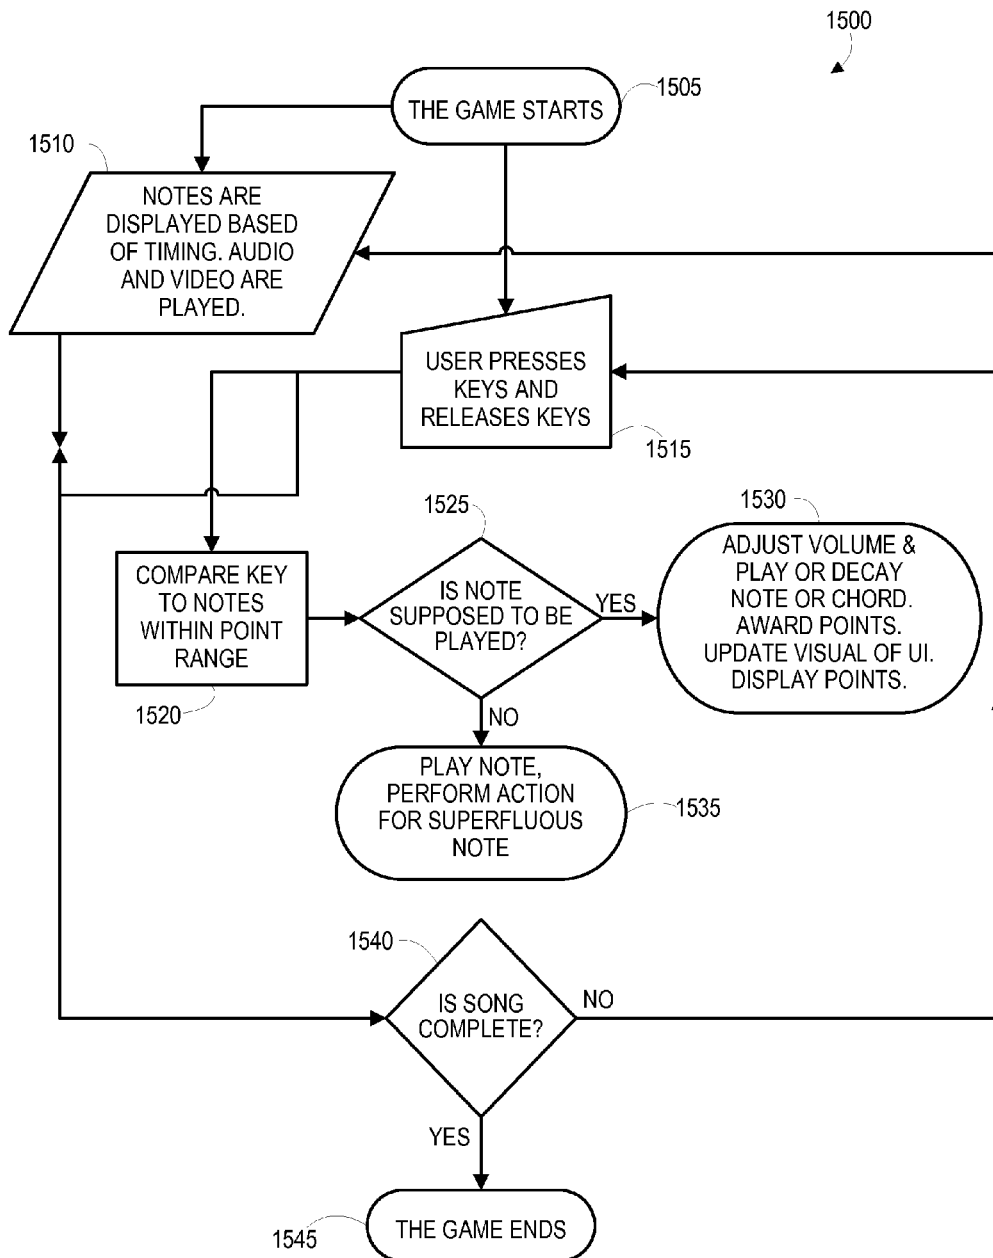 1500
THE GAME STARTS
1505
1510
NOTES ARE
DISPLAYED BASED
OF TIMING. AUDIO
AND VIDEO ARE
PLAYED.
USER PRESSES
KEYS AND
RELEASES KEYS
1515
COMPARE KEY
TO NOTES
WITHIN POINT
RANGE
1520
1525
IS NOTE
SUPPOSED TO BE
PLAYED?
YES
NO
1530
ADJUST VOLUME &
PLAY OR DECAY
NOTE OR CHORD.
AWARD POINTS.
UPDATE VISUAL OF UI.
DISPLAY POINTS.
PLAY NOTE,
PERFORM ACTION
FOR SUPERFLUOUS
NOTE
1535
1540
IS SONG
COMPLETE?
NO
YES
THE GAME ENDS
1545